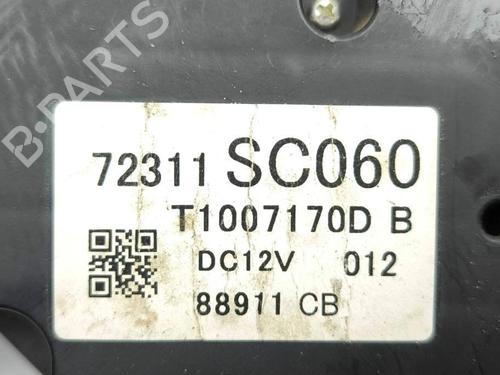 B-PARTS
72311 SC060
T1007170D B
DC12V 012
88911 CB